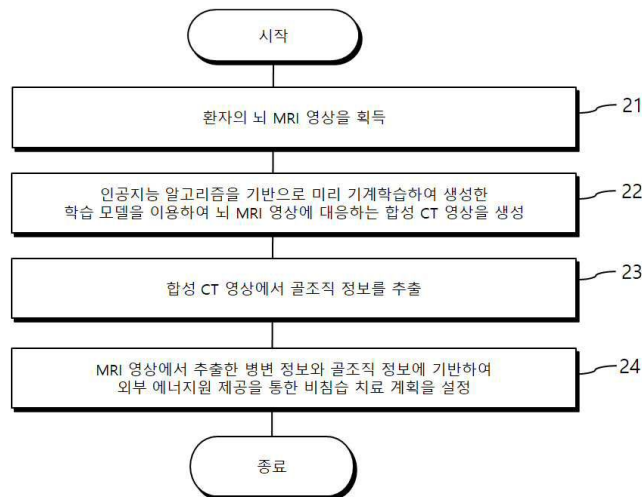 시작
환자의 뇌 MRI 영상을 획득
21
인공지능 알고리즘을 기반으로 미리 기계학습하여 생성한
학습 모델을 이용하여 뇌 MRI 영상에 대응하는 합성 CT 영상을 생성
22
합성 CT 영상에서 골조직 정보를 추출
23
MRI 영상에서 추출한 병변 정보와 골조직 정보에 기반하여
외부 에너지원 제공을 통한 비침습 치료 계획을 설정
24
종료